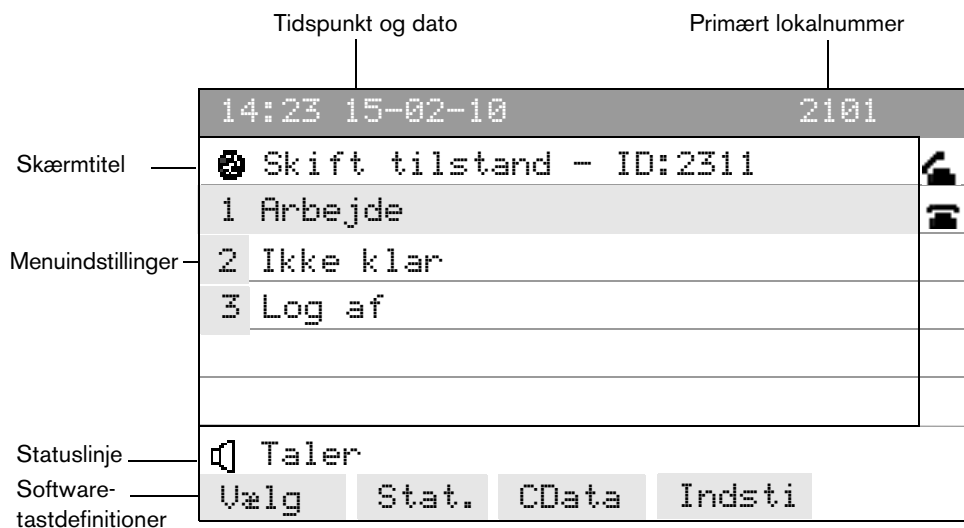 Tidspunkt og dato
Primært lokalnummer
14:23 15-02-10 2101
Skærmtitel
Skift tilstand - ID:2311
1 Arbejde
Menuindstillinger
2 Ikke klar
3 Log af
Statuslinje
Taler
Software-
tastdefinitioner
Vælg Stat. CData Indsti